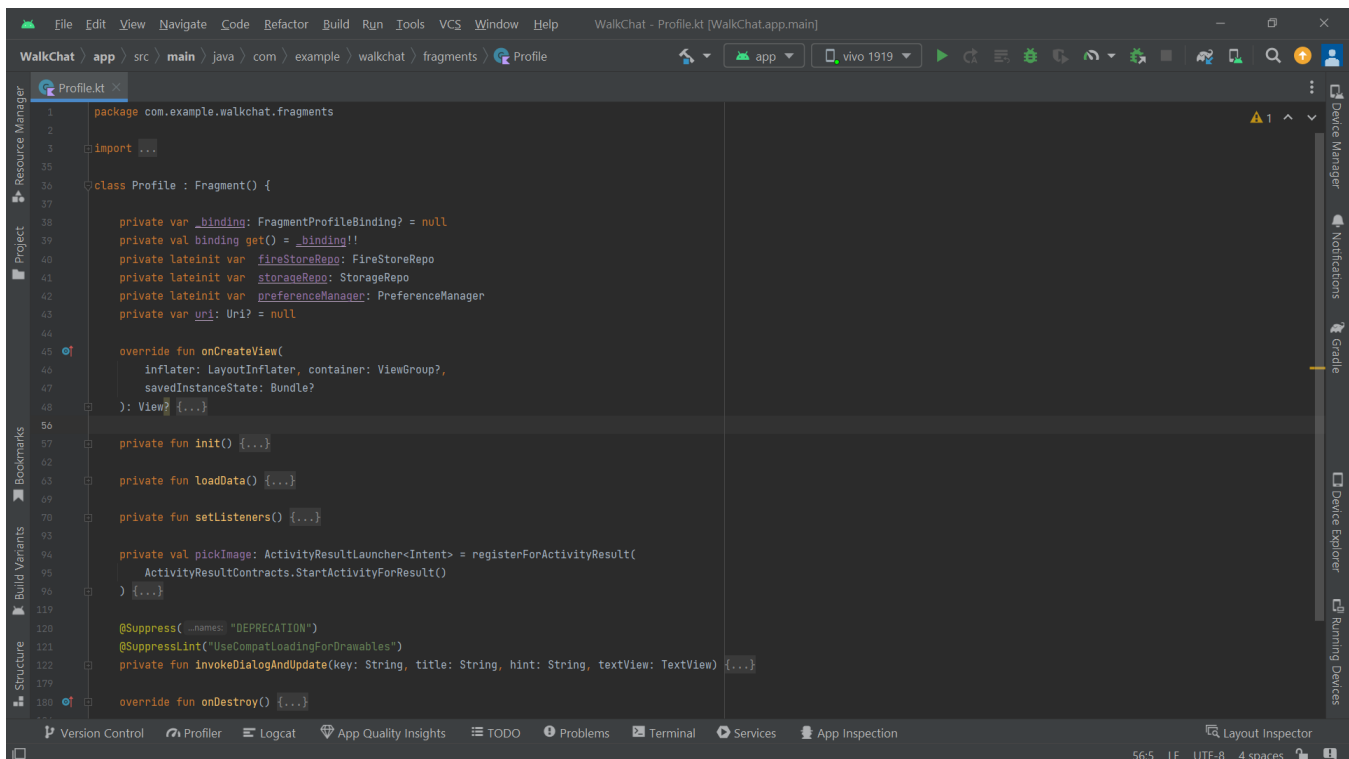 File Edit View Navigate Code Refactor Build Run Tools VCS Window Help WalkChat - Profile.kt [WalkChat.app.main]
WalkChat app src main java com example walkchat fragments Profile app vivo 1919
Profile.kt
1 package com.example.walkchat.fragments
1
2
3 import ...
35
36 class Profile : Fragment() {
37
38 private var _binding: FragmentProfileBinding? = null
39 private val binding get() = _binding!!
40 private lateinit var fireStoreRepo: FireStoreRepo
41 private lateinit var storageRepo: StorageRepo
42 private lateinit var preferenceManager: PreferenceManager
43 private var uri: Uri? = null
44
45 override fun onCreateView(
46 inflater: LayoutInflater, container: ViewGroup?,
47 savedInstanceState: Bundle?
48 ): View? {...}
56
57 private fun init() {...}
62
63 private fun loadData() {...}
69
70 private fun setListeners() {...}
93
94 private val pickImage: ActivityResultLauncher<Intent> = registerForActivityResult(
95 ActivityResultContracts.StartActivityForResult()
96 ) {...}
119
120 @Suppress( ...names: "DEPRECATION")
121 @SuppressLint("UseCompatLoadingForDrawables")
122 private fun invokeDialogAndUpdate(key: String, title: String, hint: String, textView: TextView) {...}
179
180 override fun onDestroy() {...}
Resource Manager
Project
Bookmarks
Build Variants
Structure
Device Manager
Notifications
Gradle
Device Explorer
Running Devices
Version Control Profiler Logcat App Quality Insights TODO Problems Terminal Services App Inspection Layout Inspector
56:5 LF UTF-8 4 spaces